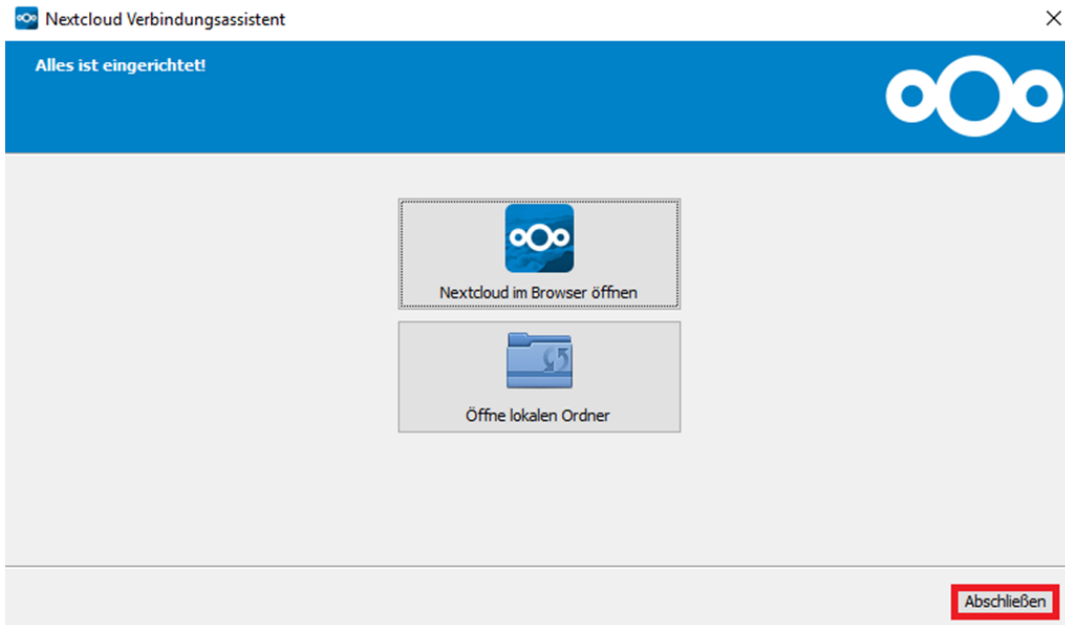 Nextcloud Verbindungsassistent
Alles ist eingerichtet!
Nextcloud im Browser öffnen
Öffne lokalen Ordner
Abschließen